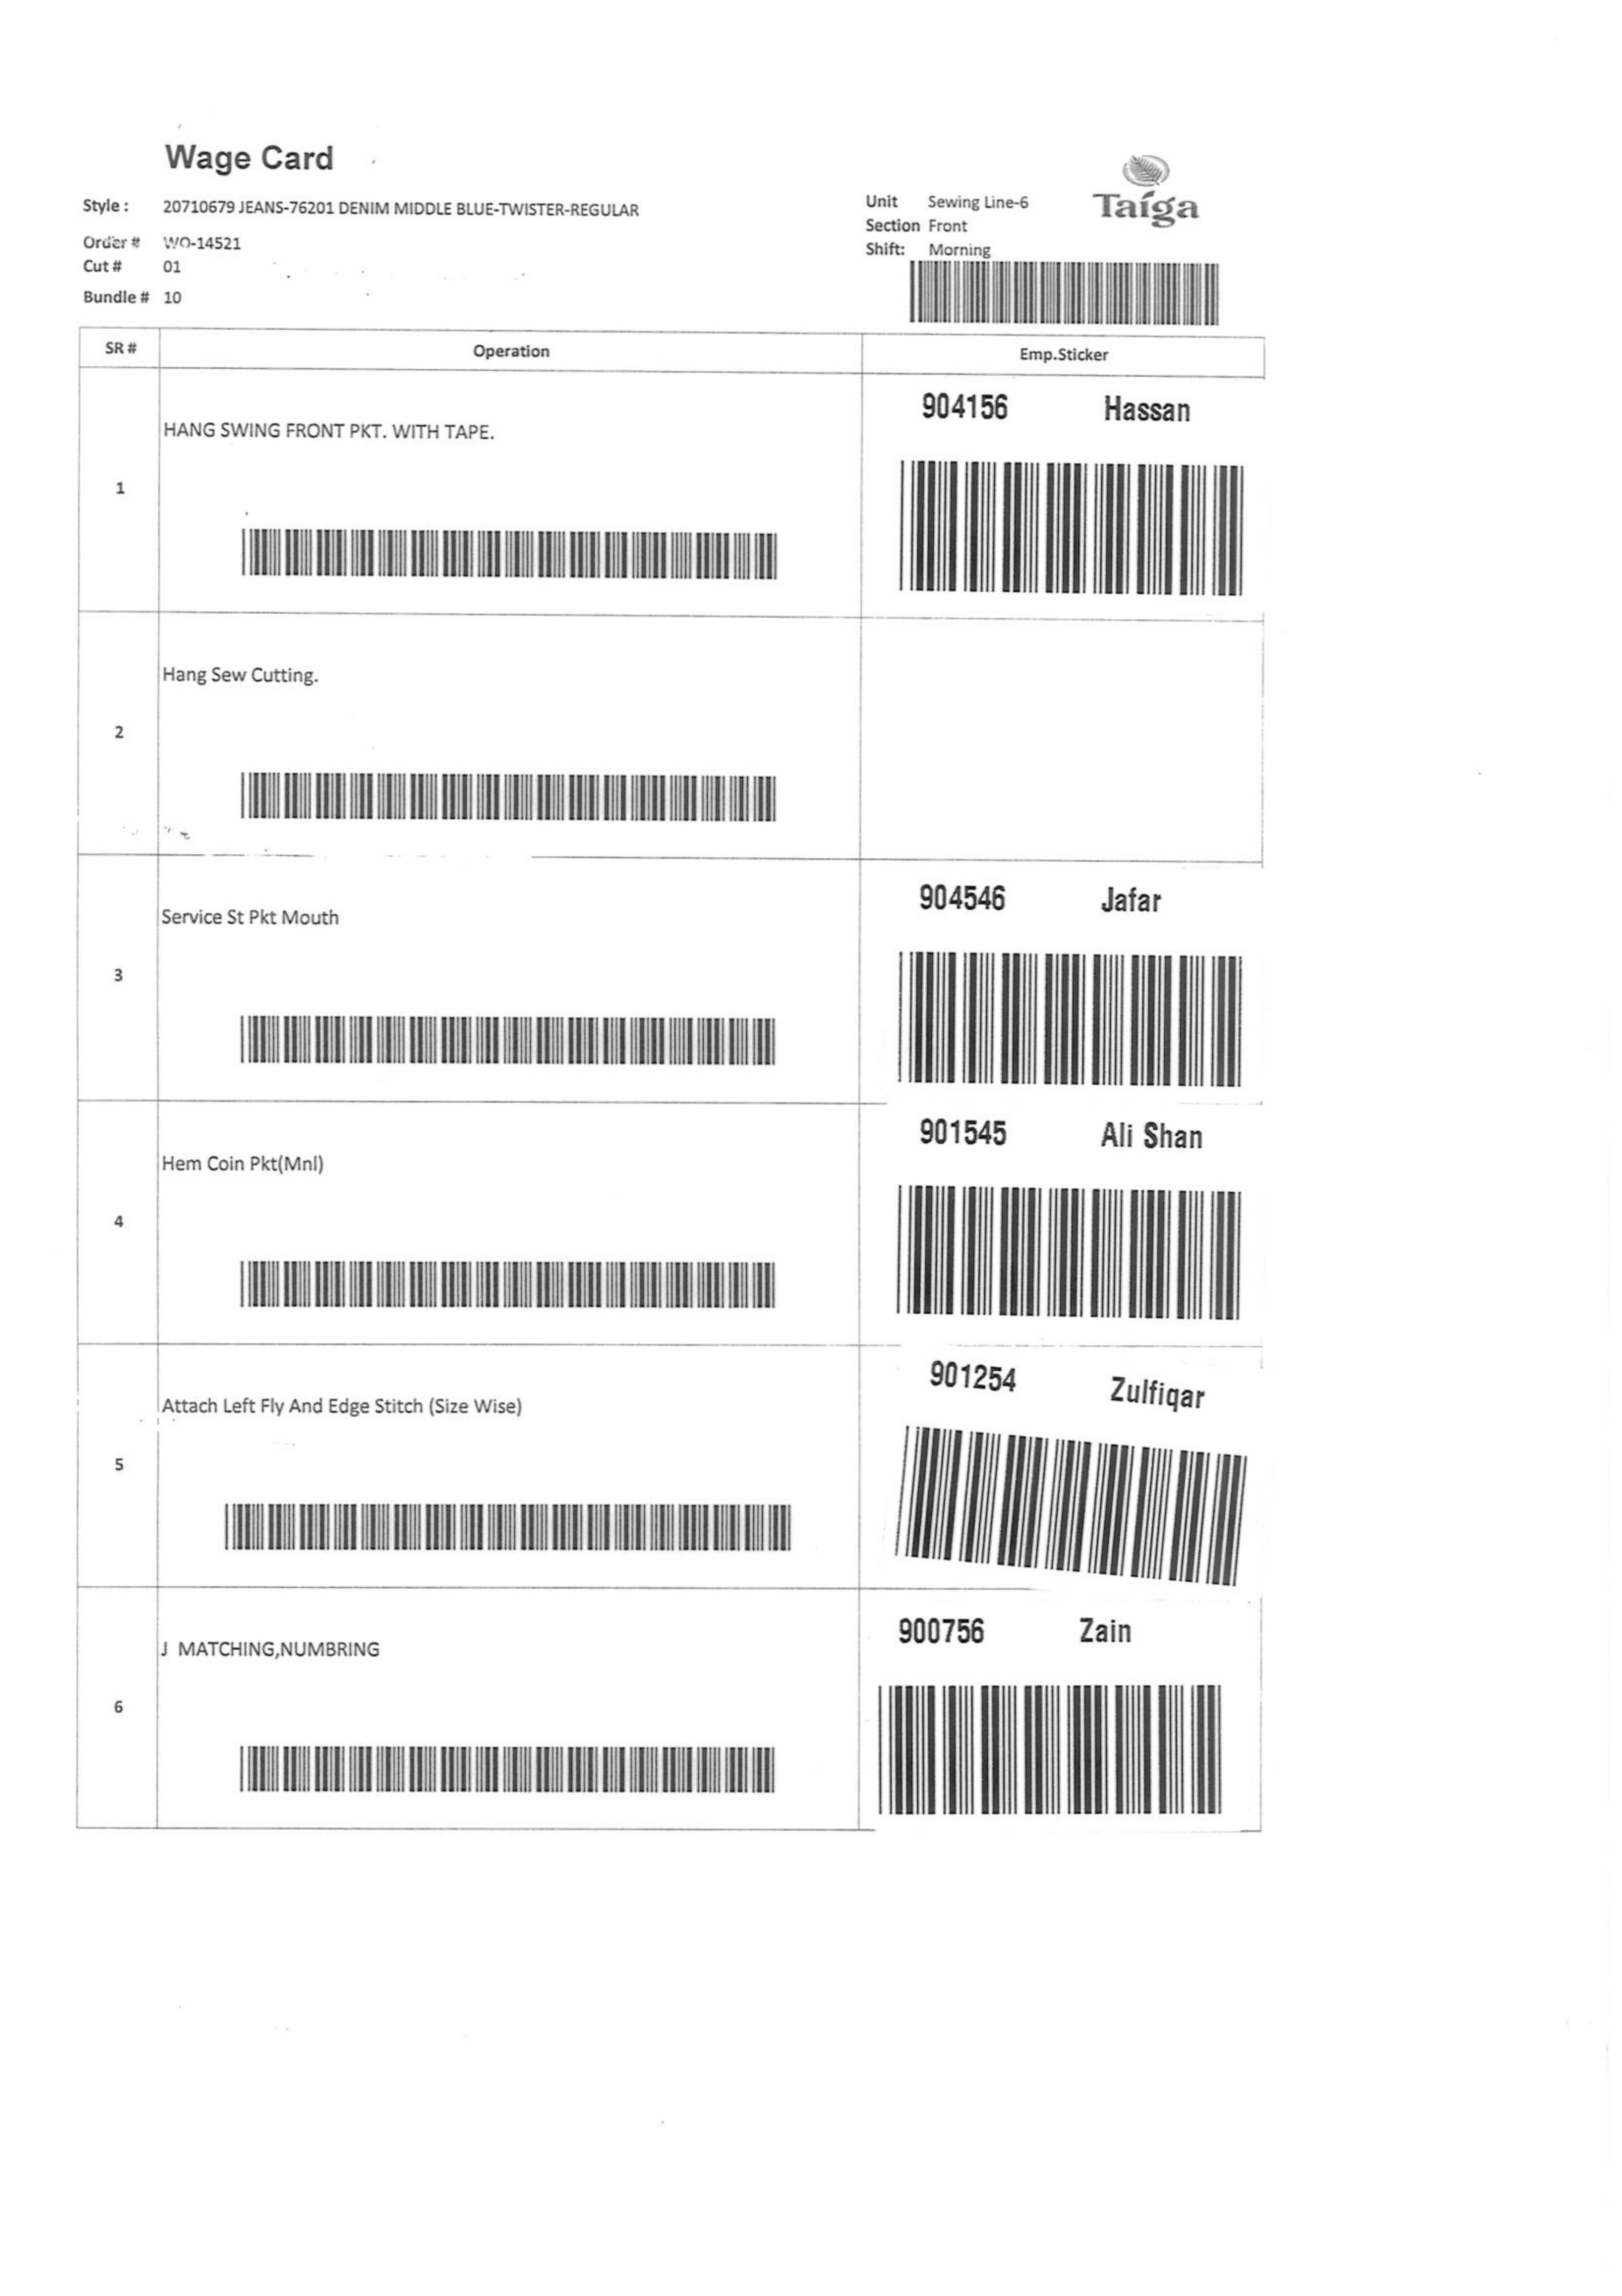 Wage Card
Taiga
Style : 20710679 JEANS-76201 DENIM MIDDLE BLUE-TWISTER-REGULAR
Unit Sewing Line-6
Order # WO-14521
Section Front
Cut # 01
Shift: Morning
Bundle # 10
SR # Operation Emp.Sticker
904156 Hassan
HANG SWING FRONT PKT. WITH TAPE.
1
Hang Sew Cutting.
2
904546 Jafar
Service St Pkt Mouth
3
901545 Ali Shan
Hem Coin Pkt(Mnl)
4
901254 Zulfiqar
Attach Left Fly And Edge Stitch (Size Wise)
5
900756 Zain
J MATCHING,NUMBRING
6